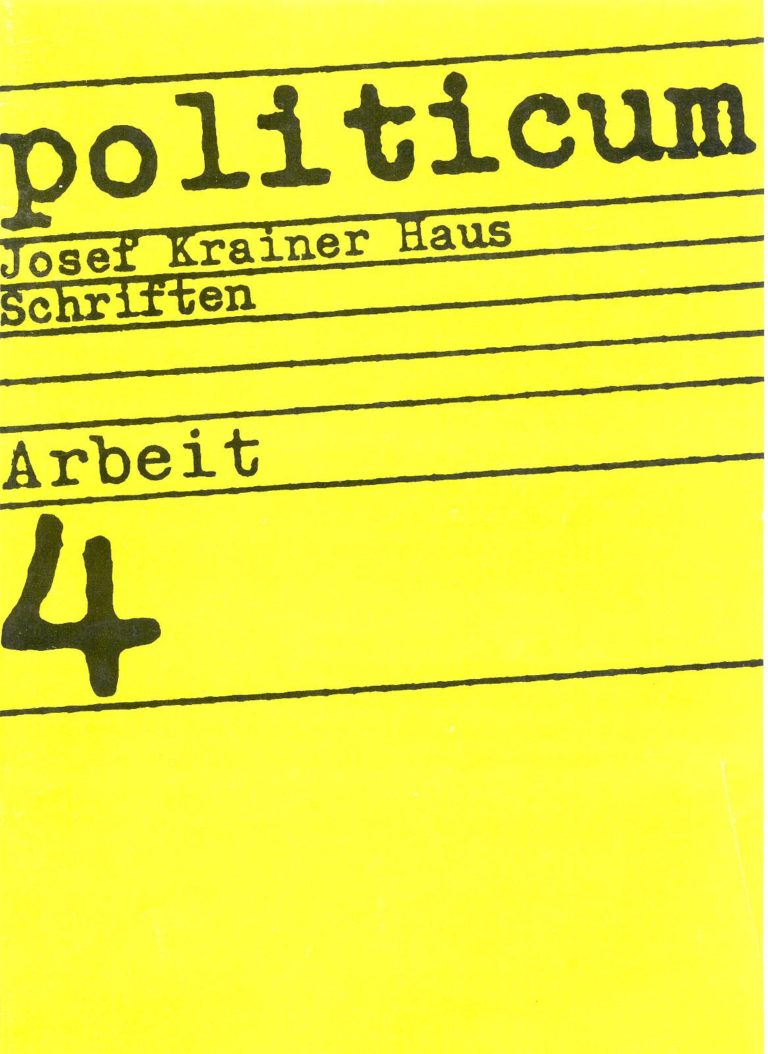 politicum
Josef Krainer Haus
Schriften
Arbeit
4